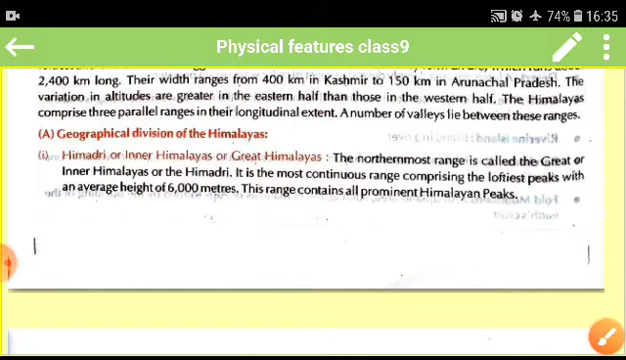 74% 16:35
Physical features class9
2,400 km long. Their width ranges from 400 km in Kashmir to 150 km in Arunachal Pradesh. The
variation in altitudes are greater in the eastern half than those in the western half. The Himalayas
comprise three parallel ranges in their longitudinal extent. A number of valleys lie between these ranges.
(A) Geographical division of the Himalayas:
(i) Himadri or Inner Himalayas or Great Himalayas : The northernmost range is called the Great or
Inner Himalayas or the Himadri. It is the most continuous range comprising the loftiest peaks with
an average height of 6,000 metres. This range contains all prominent Himalayan Peaks.